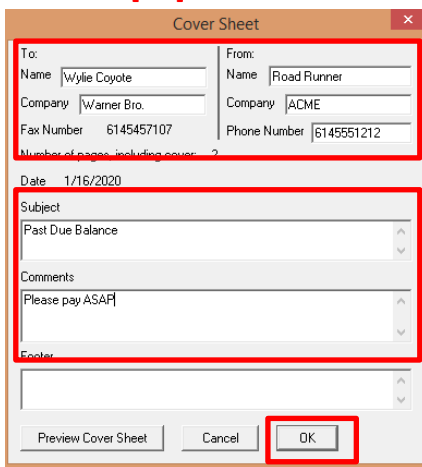 Cover Sheet
To:
From:
Name Wylie Coyote
Name Road Runner
Company Warner Bro.
Company ACME
Fax Number 6145457107
Phone Number 6145551212
Number of pages, including cover: 2
Date 1/16/2020
Subject
Past Due Balance
Comments
Please pay ASAP
Footer
Preview Cover Sheet
Cancel
OK